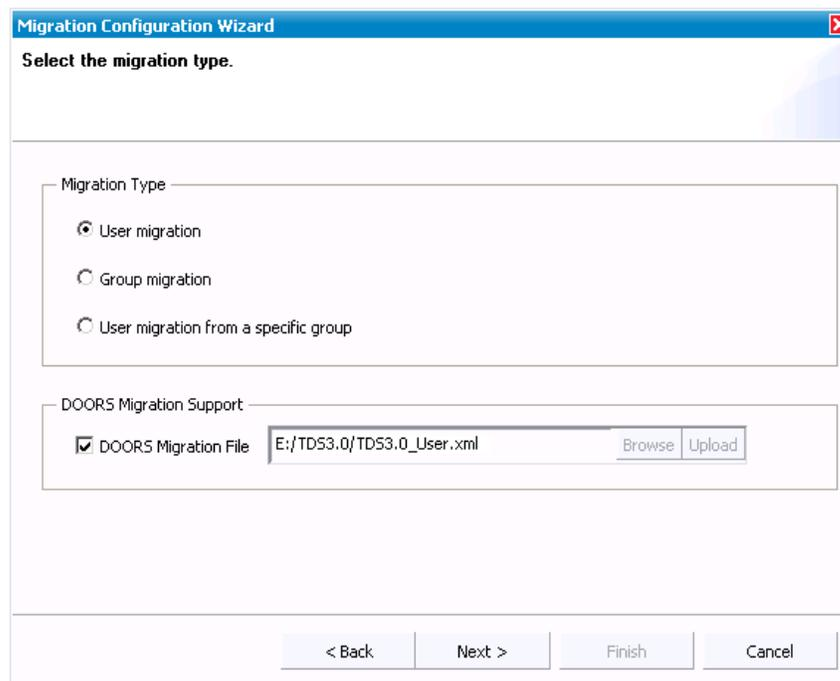 Migration Configuration Wizard
Select the migration type.
Migration Type
User migration
Group migration
User migration from a specific group
DOORS Migration Support
DOORS Migration File E:/TDS3.0/TDS3.0_User.xml Browse Upload
< Back Next > Finish Cancel